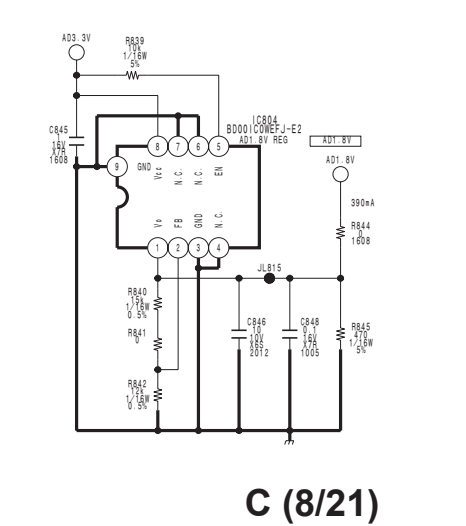 AD3.3V
R839
10k
1/16W
5%
C845
1
16V
X7R
1608
IC804
BD00IC0WEFJ-E2
AD1.8V REG
AD1.8V
AD1.8V
8
7
6
5
9
GND
Vcc
N.C.
N.C.
EN
Vo
FB
GND
N.C.
1
2
3
4
390mA
R844
0
1608
JL815
R840
15k
1/16W
0.5%
R841
0
R842
12k
1/16W
0.5%
C846
10
10V
X6S
2012
C848
0.1
16V
X7R
1005
R845
470
1/16W
5%
C (8/21)